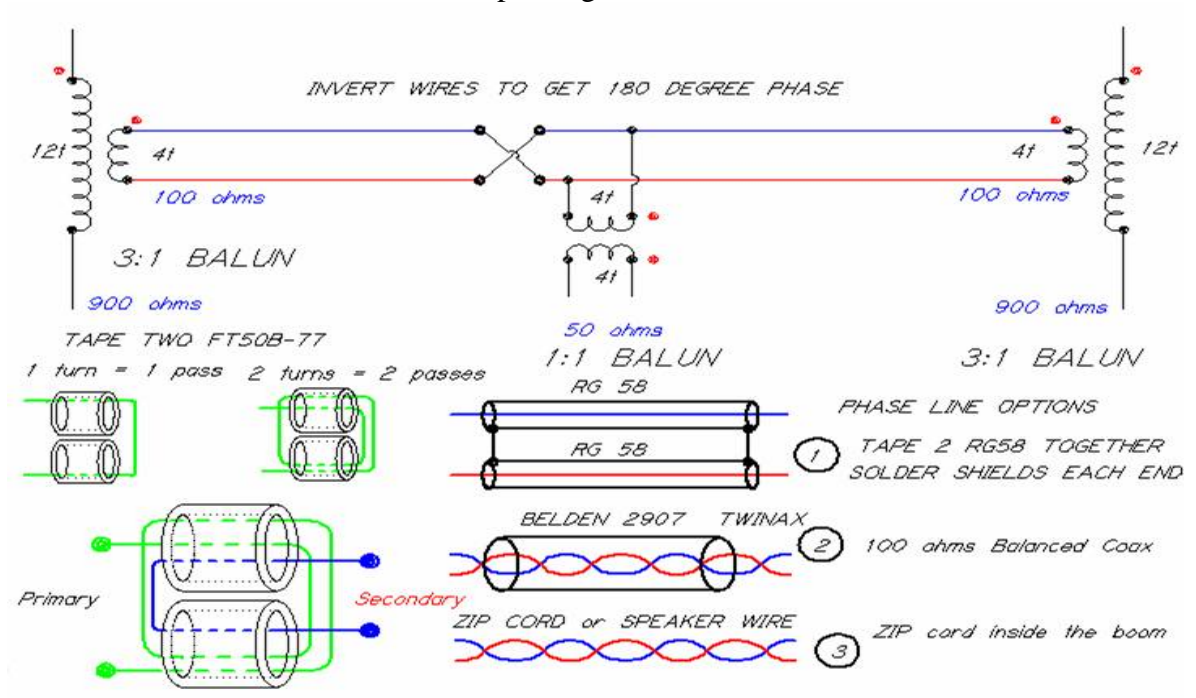 INVERT WIRES TO GET 180 DEGREE PHASE
12t
4t
4t
12t
100 ohms
4t
100 ohms
3:1 BALUN
4t
900 ohms
50 ohms
900 ohms
TAPE TWO FT50B-77
1:1 BALUN
3:1 BALUN
1 turn = 1 pass
2 turns = 2 passes
RG 58
PHASE LINE OPTIONS
RG 58
1
TAPE 2 RG58 TOGETHER
SOLDER SHIELDS EACH END
BELDEN 2907 TWINAX
2
100 ohms Balanced Coax
Primary
Secondary
ZIP CORD or SPEAKER WIRE
3
ZIP cord inside the boom